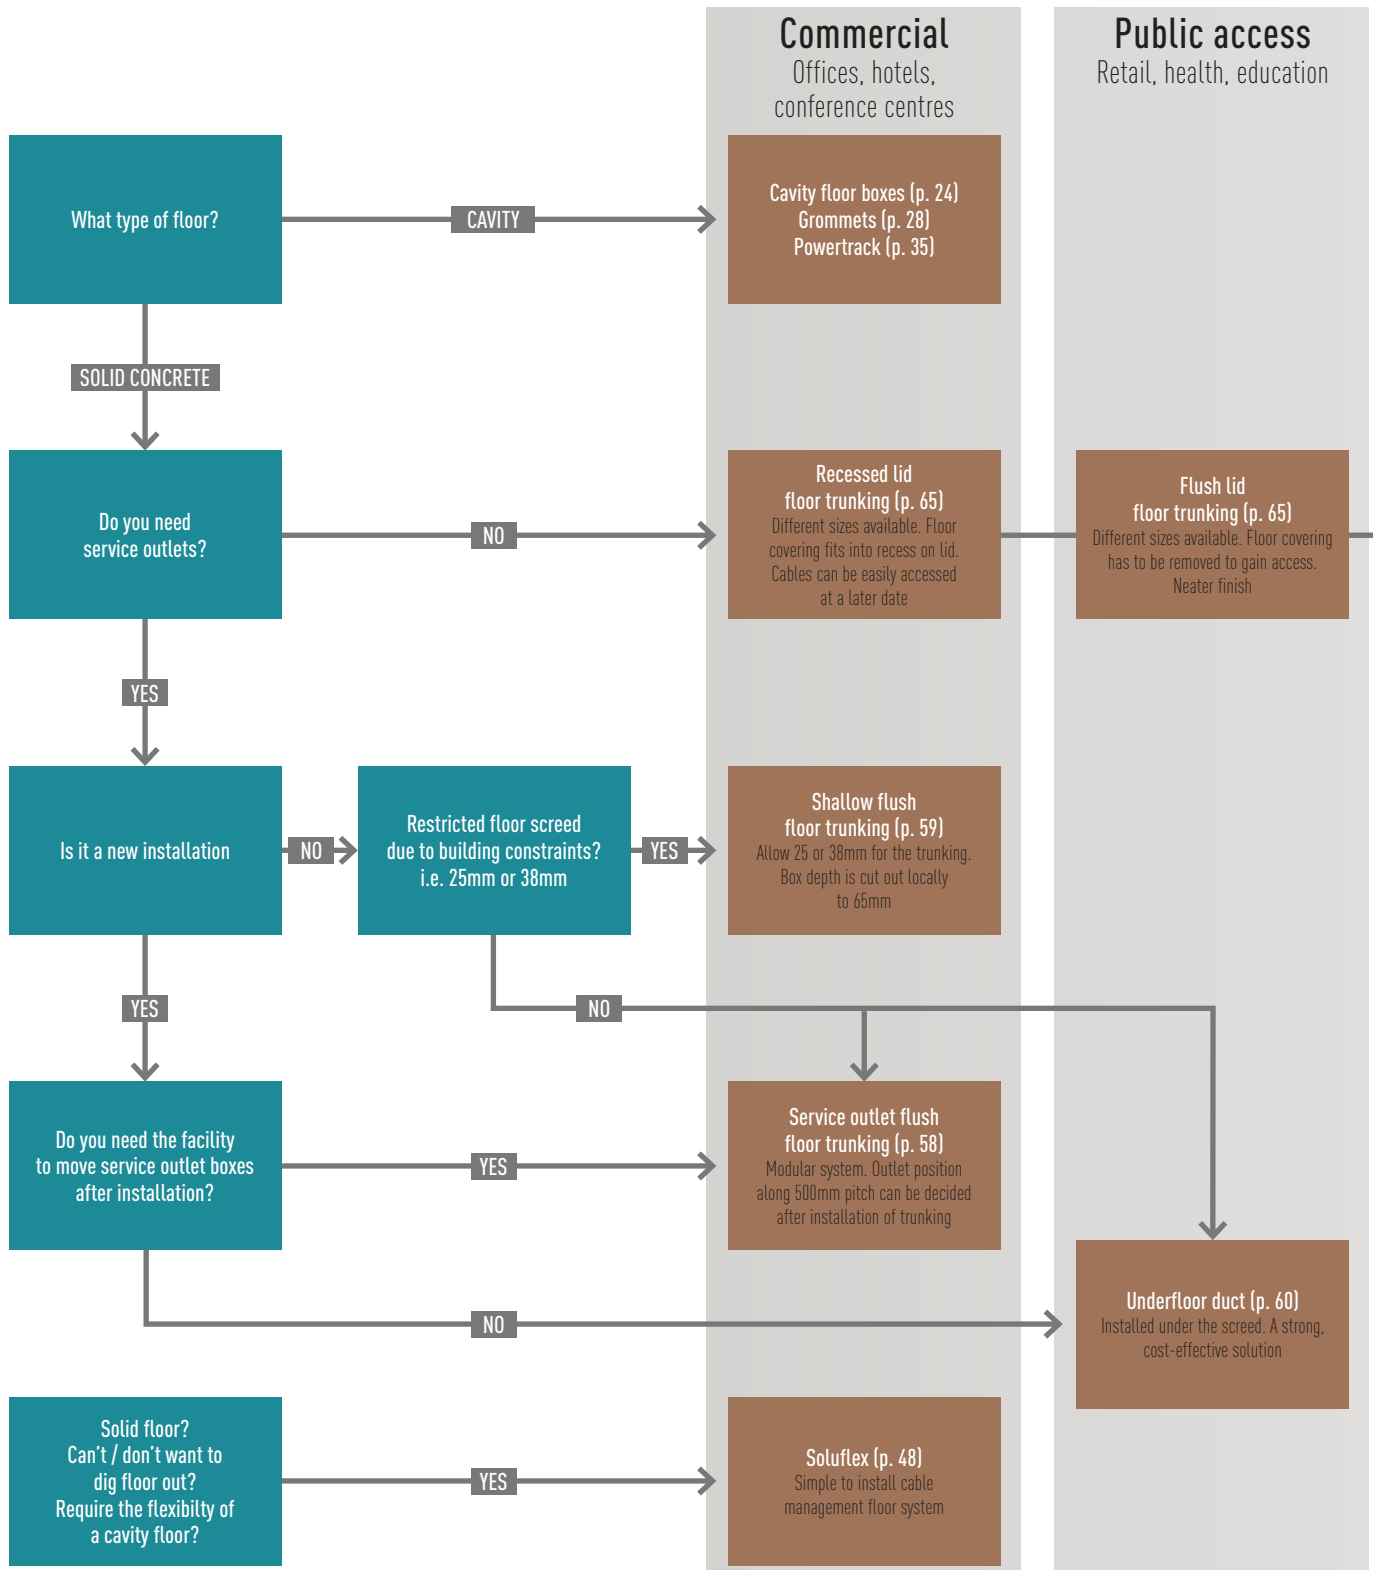 Commercial
Offices, hotels,
conference centres
Public access
Retail, health, education
What type of floor?
CAVITY
Cavity floor boxes (p. 24)
Grommets (p. 28)
Powertrack (p. 35)
SOLID CONCRETE
Do you need
service outlets?
NO
Recessed lid
floor trunking (p. 65)
Different sizes available. Floor
covering fits into recess on lid.
Cables can be easily accessed
at a later date
Flush lid
floor trunking (p. 65)
Different sizes available. Floor covering
has to be removed to gain access.
Neater finish
YES
Is it a new installation
NO
Restricted floor screed
due to building constraints?
i.e. 25mm or 38mm
YES
Shallow flush
floor trunking (p. 59)
Allow 25 or 38mm for the trunking.
Box depth is cut out locally
to 65mm
YES
NO
Do you need the facility
to move service outlet boxes
after installation?
YES
Service outlet flush
floor trunking (p. 58)
Modular system. Outlet position
along 500mm pitch can be decided
after installation of trunking
NO
Underfloor duct (p. 60)
Installed under the screed. A strong,
cost-effective solution
Solid floor?
Can't / don't want to
dig floor out?
Require the flexibilty of
a cavity floor?
YES
Soluflex (p. 48)
Simple to install cable
management floor system